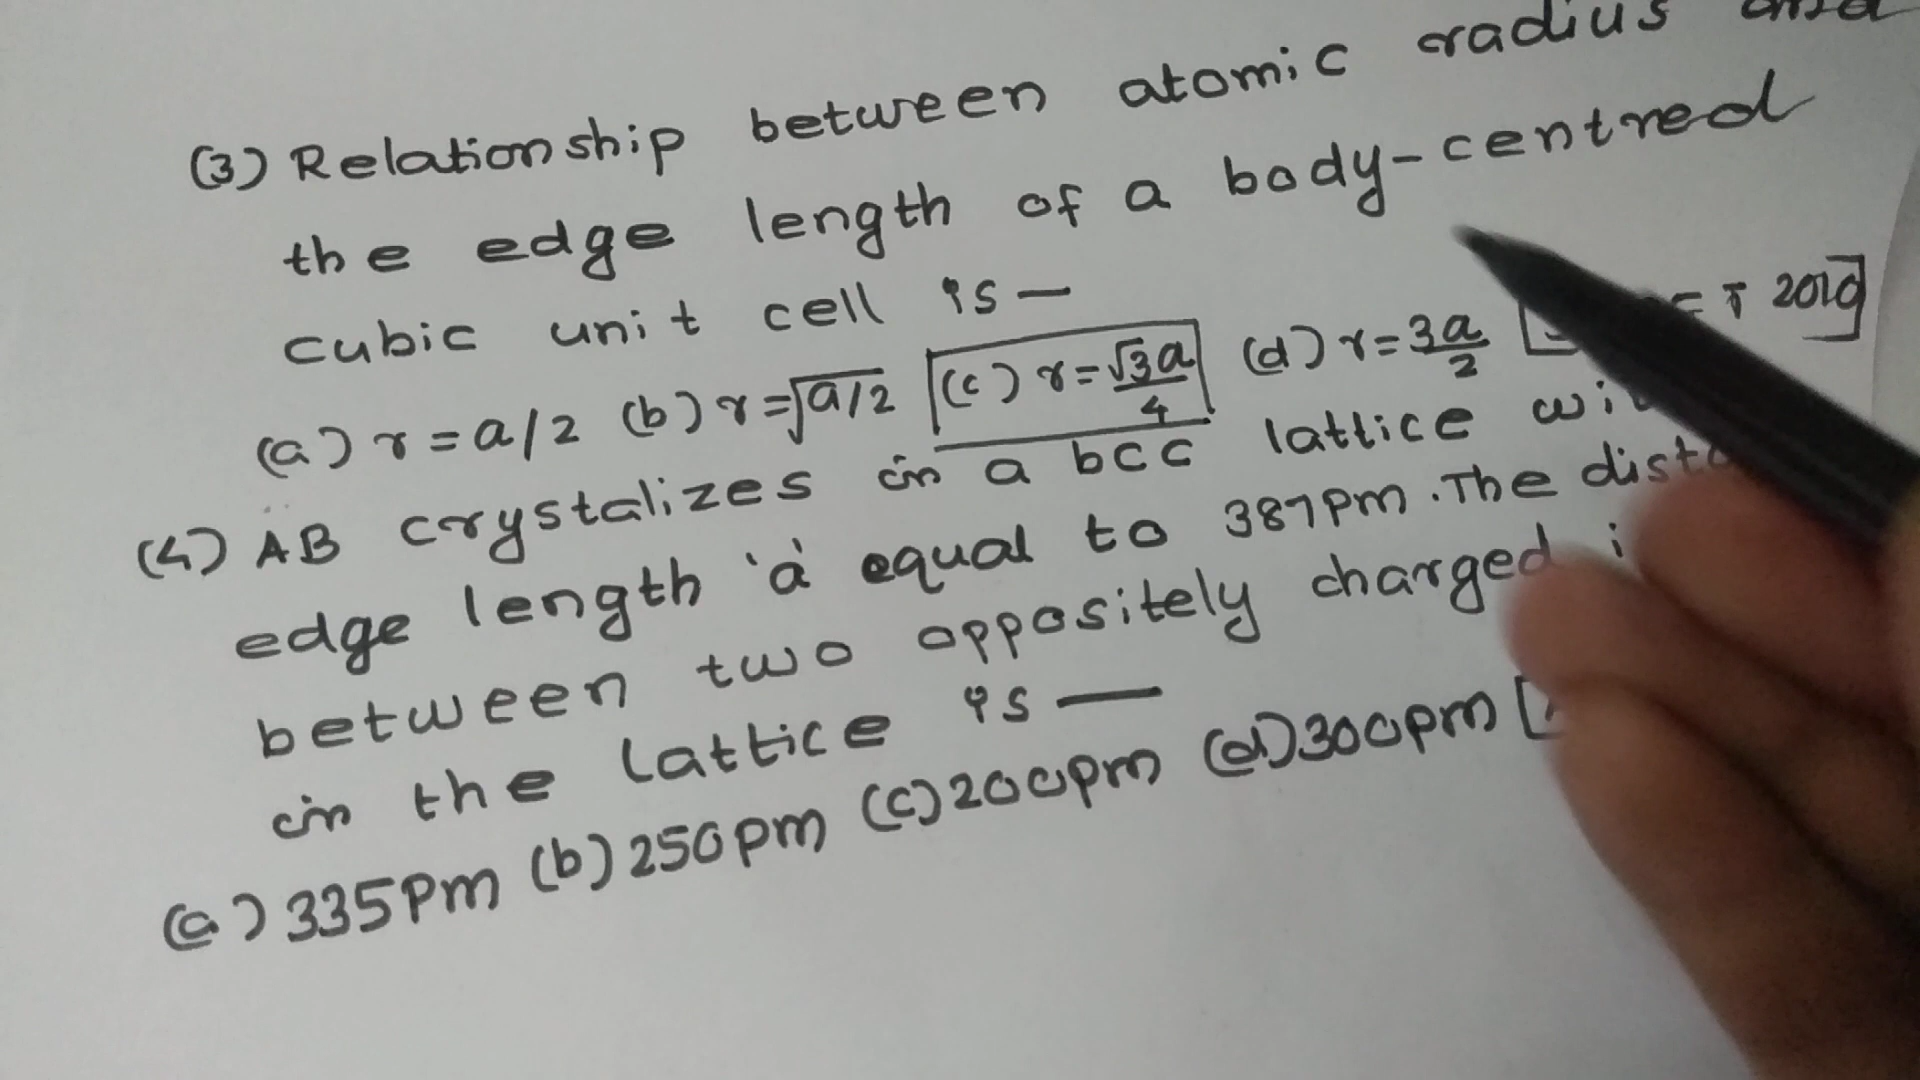 (3) Relationship between atomic radius and
the edge length of a body-centred
cubic unit cell is —
(a) r = a/2 (b) r = √a/2 (c) r = √3a/4 (d) r = 3a/2 2019]
(4) AB crystalizes in a bcc lattice
edge length 'a' equal to 387pm. The
between two oppositely charged
in the lattice is —
(a) 335pm (b) 250pm (c) 200pm (d) 300pm [